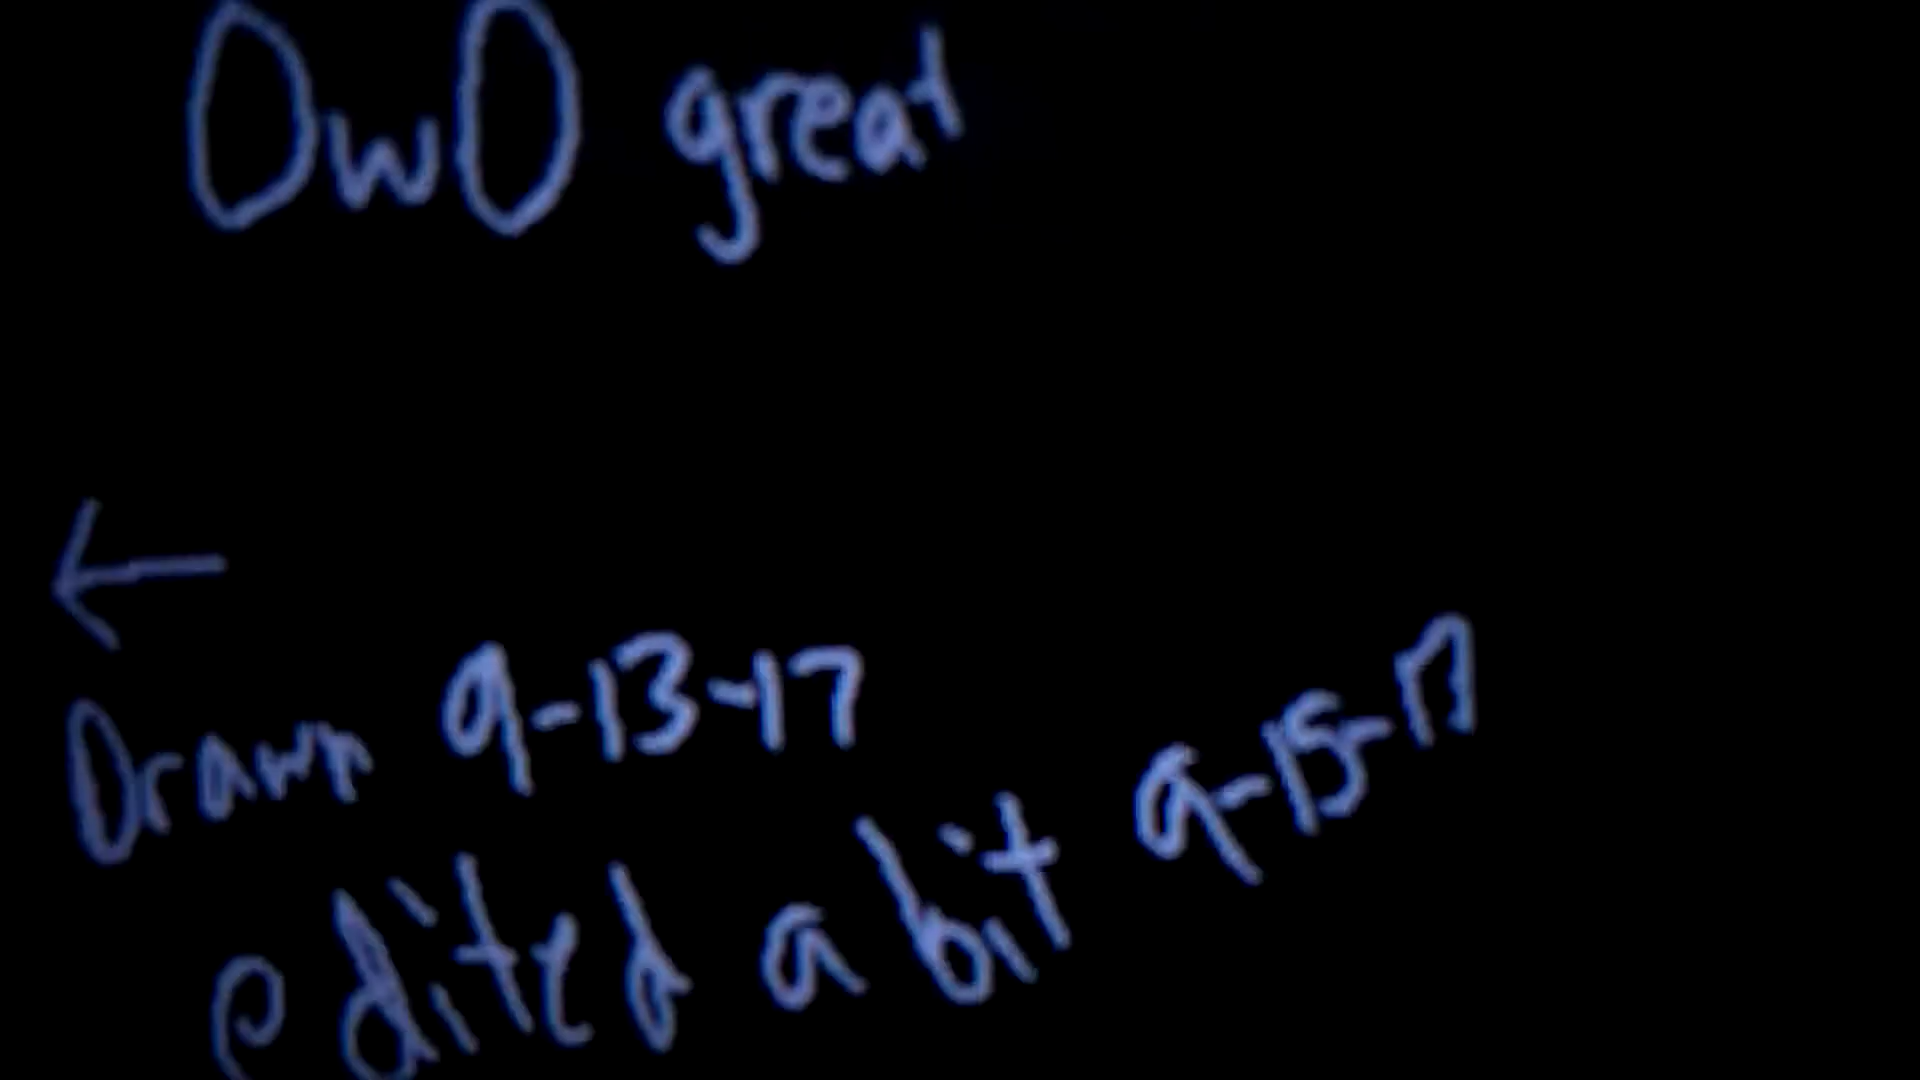 OwO great
←
Drawn 9-13-17
edited a bit 9-15-17